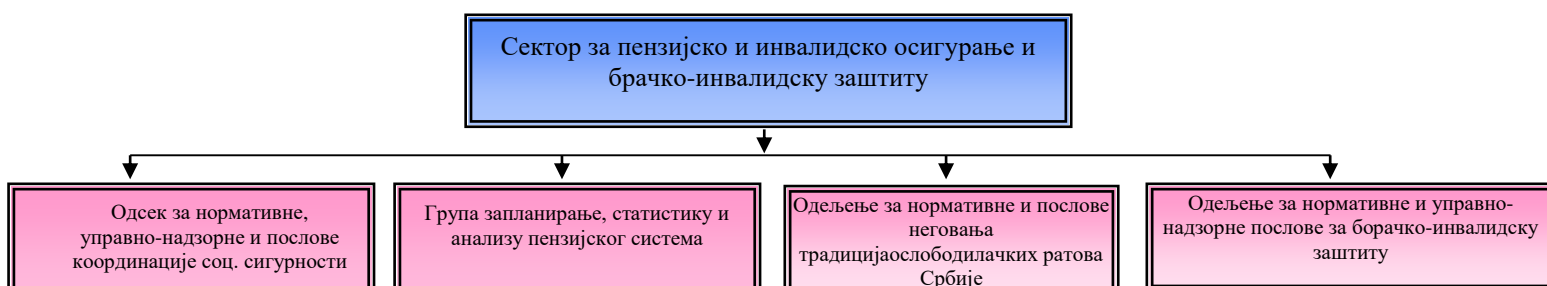 Сектор за пензијско и инвалидско осигурање и
брачко-инвалидску заштиту
Одсек за нормативне,
управно-надзорне и послове
координације соц. сигурности
Група запланирање, статистику и
анализу пензијског система
Одељење за нормативне и послове
неговања
традицијаослободилачких ратова
Србије
Одељење за нормативне и управно-
надзорне послове за борачко-инвалидску
заштиту